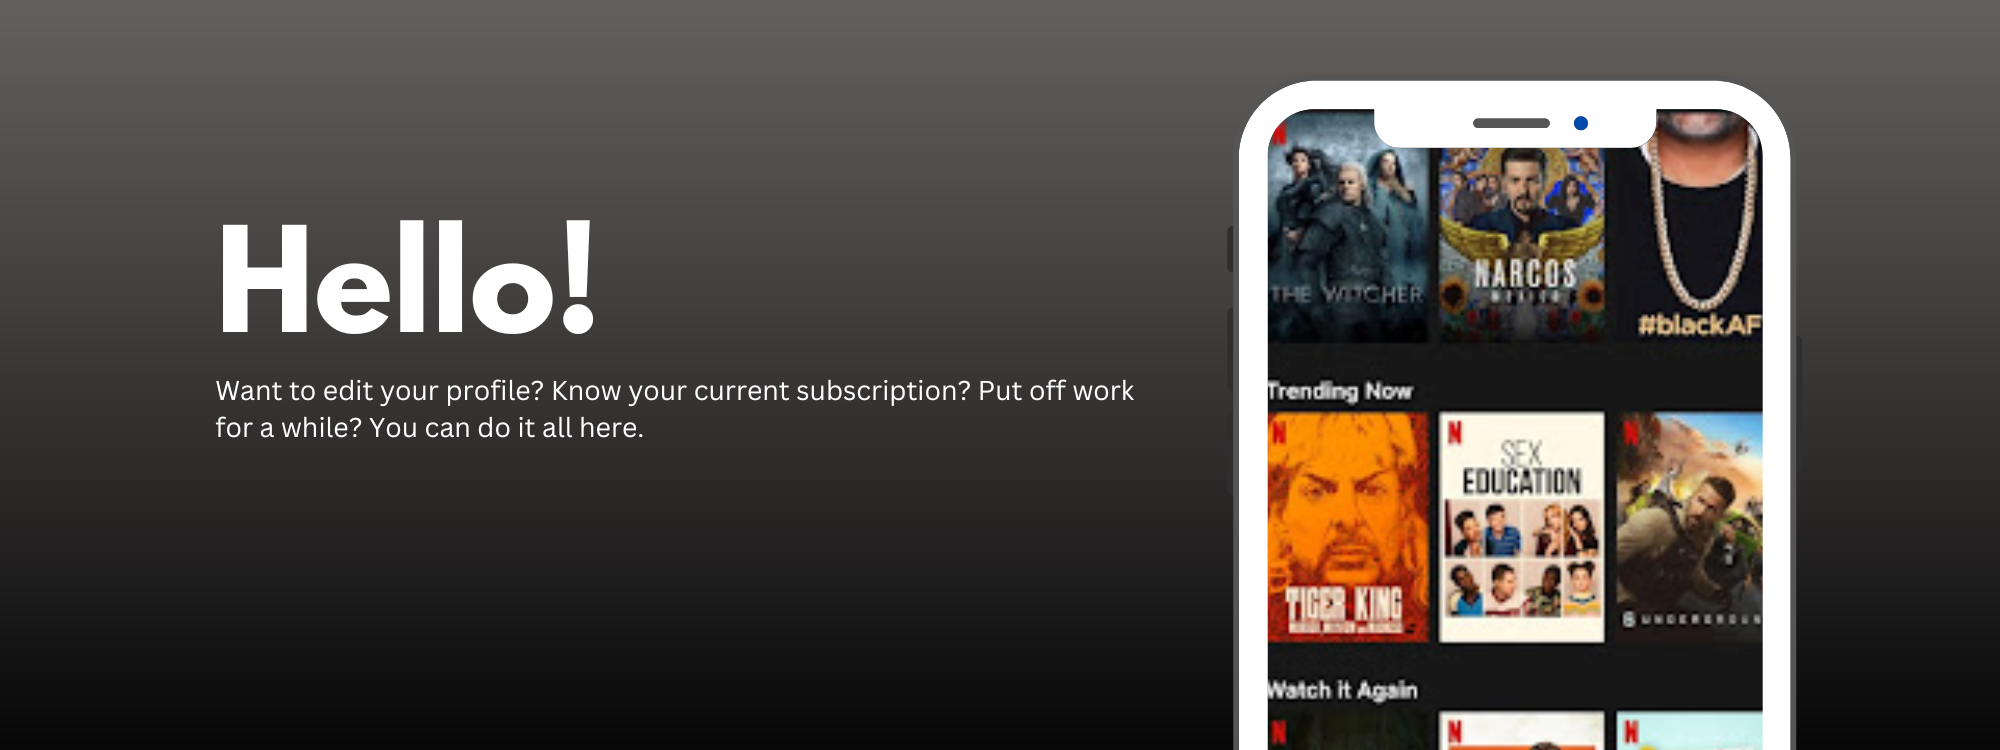 Hello!
Want to edit your profile? Know your current subscription? Put off work
for a while? You can do it all here.
THE WITCHER
NARCOS
MEXICO
#blackAF
Trending Now
TIGER KING
SEX
EDUCATION
6 UNDERGROUN
Watch it Again